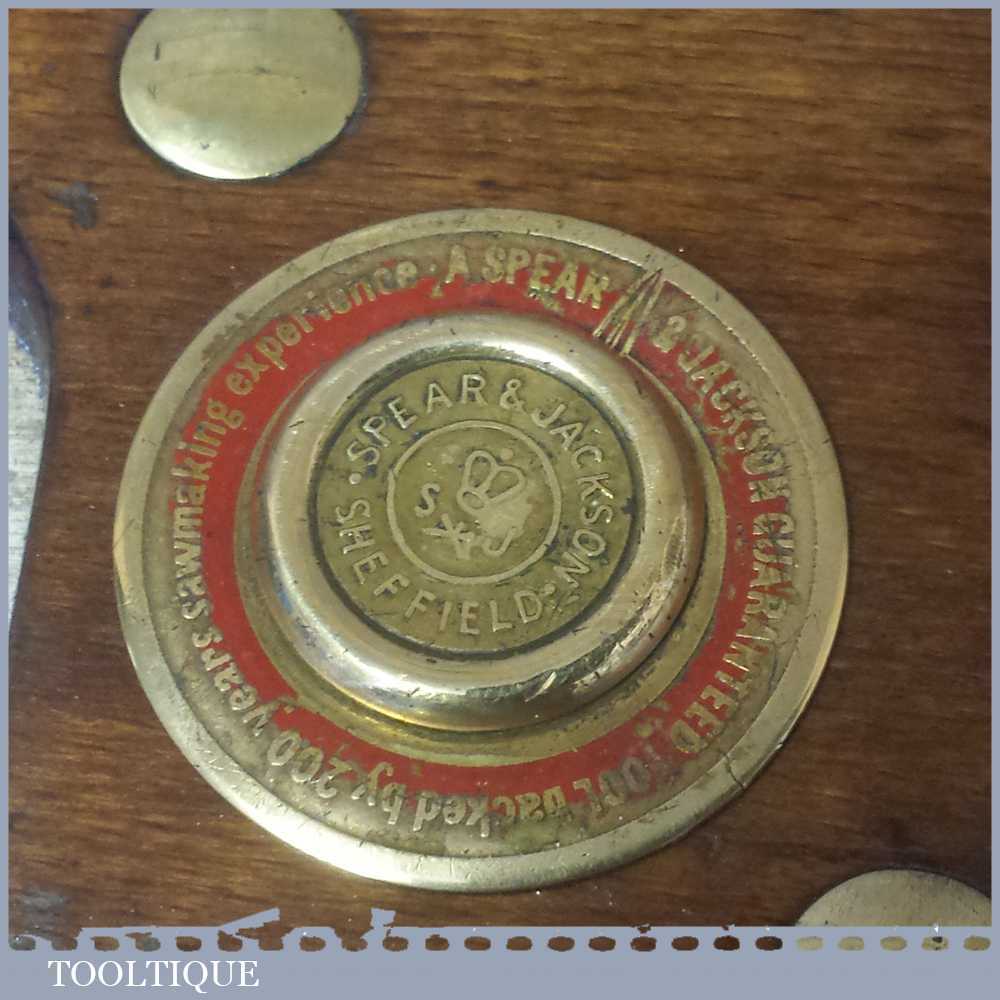 A SPEAR & JACKSON GUARANTEED TOOL backed by 200 years sawmaking experience ·
· SPEAR & JACKSON ·
SHEFFIELD
S X J
TOOLTIQUE